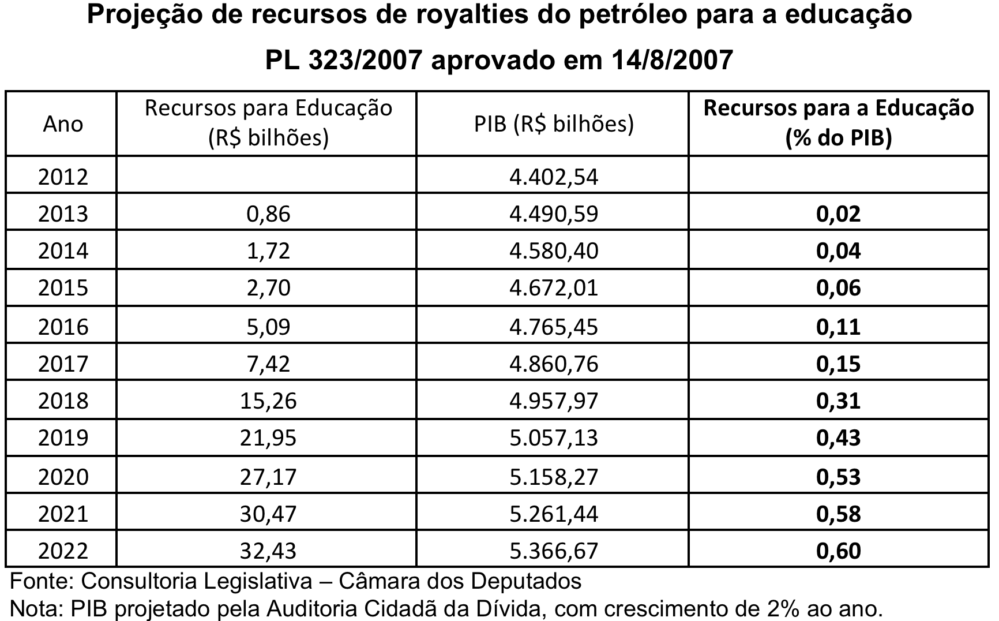 Projeção de recursos de royalties do petróleo para a educação
PL 323/2007 aprovado em 14/8/2007
Ano Recursos para Educação (R$ bilhões) PIB (R$ bilhões) Recursos para a Educação (% do PIB)
2012 4.402,54
2013 0,86 4.490,59 0,02
2014 1,72 4.580,40 0,04
2015 2,70 4.672,01 0,06
2016 5,09 4.765,45 0,11
2017 7,42 4.860,76 0,15
2018 15,26 4.957,97 0,31
2019 21,95 5.057,13 0,43
2020 27,17 5.158,27 0,53
2021 30,47 5.261,44 0,58
2022 32,43 5.366,67 0,60
Fonte: Consultoria Legislativa – Câmara dos Deputados
Nota: PIB projetado pela Auditoria Cidadã da Dívida, com crescimento de 2% ao ano.